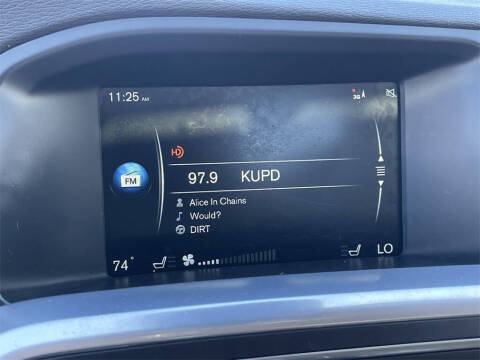 11:25 AM
3G
HD
FM
97.9 KUPD
Alice In Chains
Would?
DIRT
74°
LO